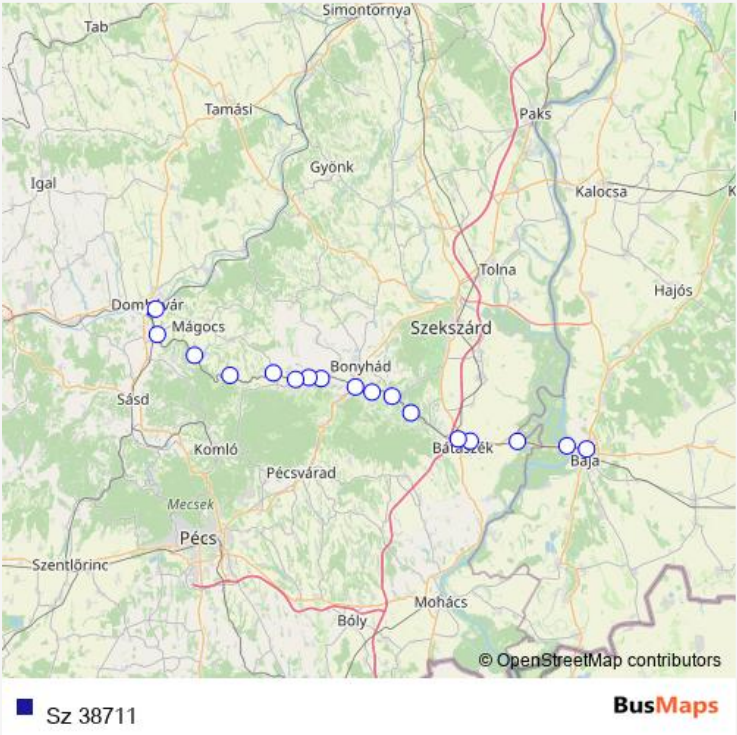 Simontornya
Tab
Tamási
Paks
Gyönk
Igal
Kalocsa
K
Tolna
Hajós
Dombóvár
Mágocs
Szekszárd
Bonyhád
Sásd
Komló
Bátaszék
Baja
Pécsvárad
Mecsek
Pécs
Szentlőrinc
Mohács
Bóly
© OpenStreetMap contributors
Sz 38711
BusMaps